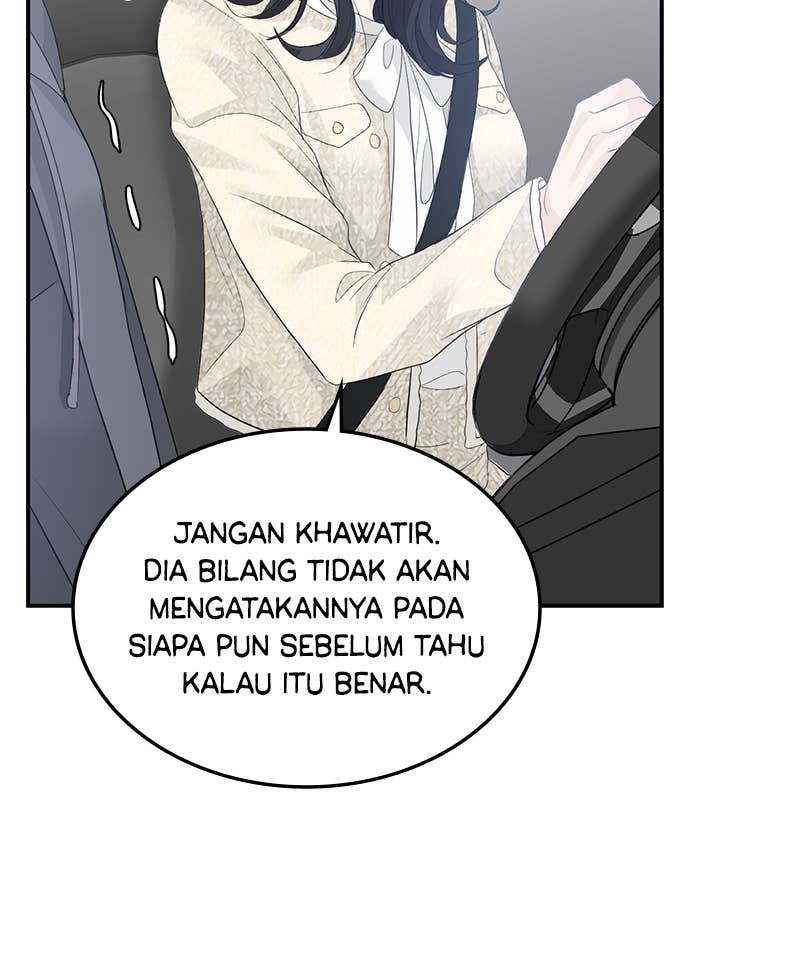 JANGAN KHAWATIR.
DIA BILANG TIDAK AKAN
MENGATAKANNYA PADA
SIAPA PUN SEBELUM TAHU
KALAU ITU BENAR.